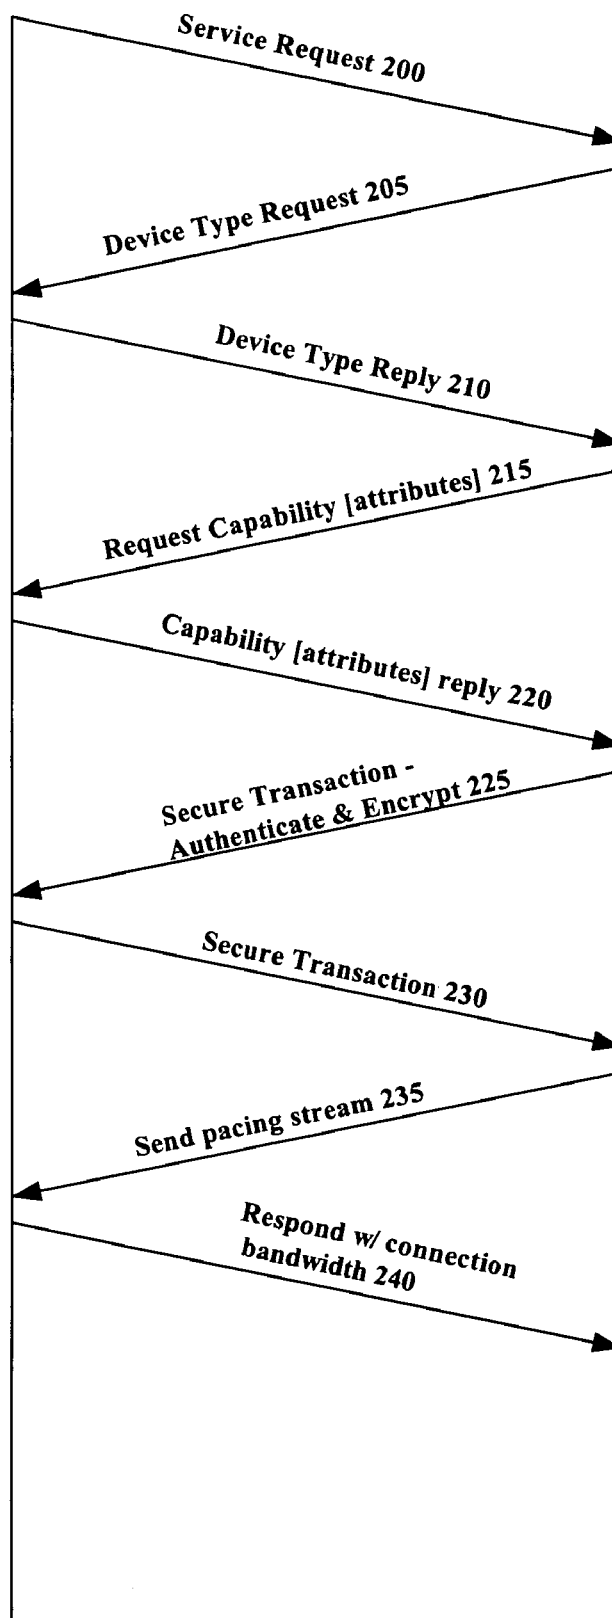 Service Request 200
Device Type Request 205
Device Type Reply 210
Request Capability [attributes] 215
Capability [attributes] reply 220
Secure Transaction -
Authenticate & Encrypt 225
Secure Transaction 230
Send pacing stream 235
Respond w/ connection
bandwidth 240